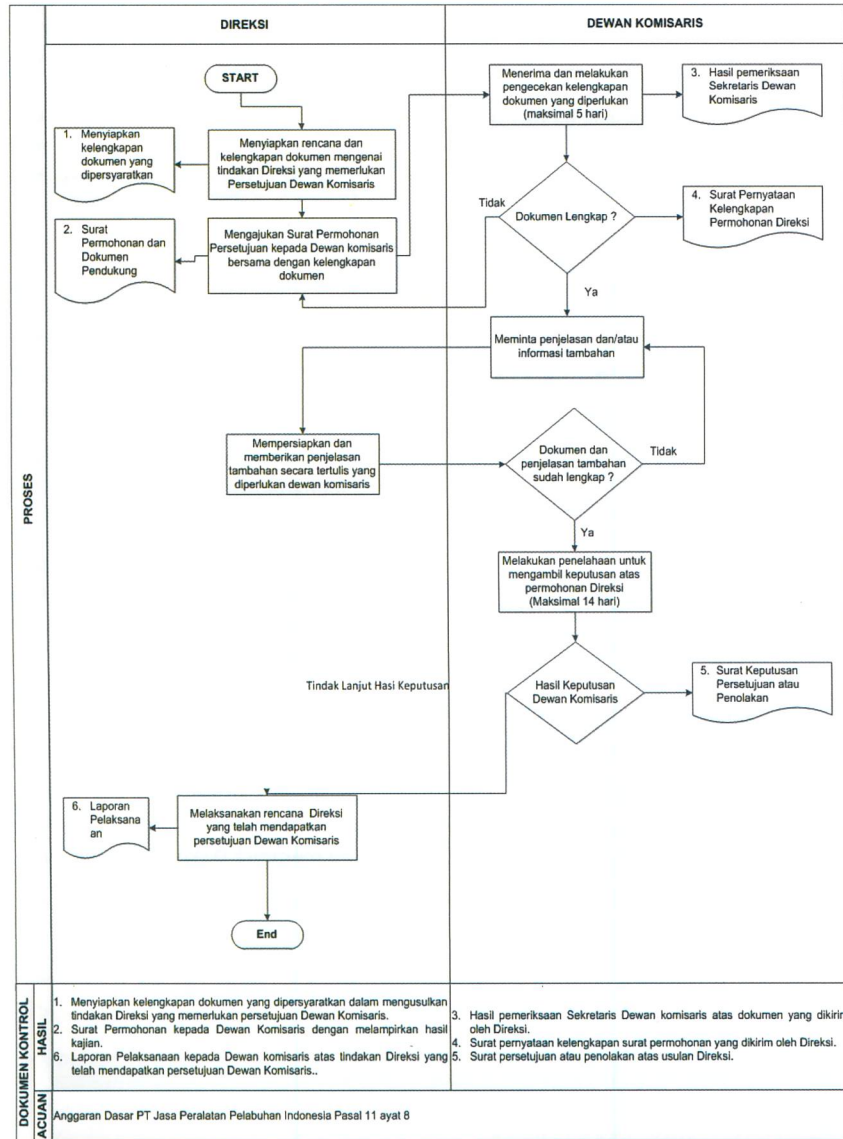 DIREKSI
DEWAN KOMISARIS
PROSES
START
1. Menyiapkan
kelengkapan
dokumen yang
dipersyaratkan
Menyiapkan rencana dan
kelengkapan dokumen mengenai
tindakan Direksi yang memerlukan
Persetujuan Dewan Komisaris
2. Surat
Permohonan dan
Dokumen
Pendukung
Mengajukan Surat Permohonan
Persetujuan kepada Dewan komisaris
bersama dengan kelengkapan
dokumen
Menerima dan melakukan
pengecekan kelengkapan
dokumen yang diperlukan
(maksimal 5 hari)
3. Hasil pemeriksaan
Sekretaris Dewan
Komisaris
Tidak
Dokumen Lengkap ?
4. Surat Pernyataan
Kelengkapan
Permohonan Direksi
Ya
Meminta penjelasan dan/atau
informasi tambahan
Mempersiapkan dan
memberikan penjelasan
tambahan secara tertulis yang
diperlukan dewan komisaris
Dokumen dan
penjelasan tambahan
sudah lengkap ?
Tidak
Ya
Melakukan penelahaan untuk
mengambil keputusan atas
permohonan Direksi
(Maksimal 14 hari)
Tindak Lanjut Hasi Keputusan
Hasil Keputusan
Dewan Komisaris
5. Surat Keputusan
Persetujuan atau
Penolakan
6. Laporan
Pelaksana
an
Melaksanakan rencana Direksi
yang telah mendapatkan
persetujuan Dewan Komisaris
End
DOKUMEN KONTROL
HASIL
1. Menyiapkan kelengkapan dokumen yang dipersyaratkan dalam mengusulkan
tindakan Direksi yang memerlukan persetujuan Dewan Komisaris.
2. Surat Permohonan kepada Dewan Komisaris dengan melampirkan hasil
kajian.
6. Laporan Pelaksanaan kepada Dewan komisaris atas tindakan Direksi yang
telah mendapatkan persetujuan Dewan Komisaris..
3. Hasil pemeriksaan Sekretaris Dewan komisaris atas dokumen yang dikirim
oleh Direksi.
4. Surat pernyataan kelengkapan surat permohonan yang dikirim oleh Direksi.
5. Surat persetujuan atau penolakan atas usulan Direksi.
ACUAN
Anggaran Dasar PT Jasa Peralatan Pelabuhan Indonesia Pasal 11 ayat 8